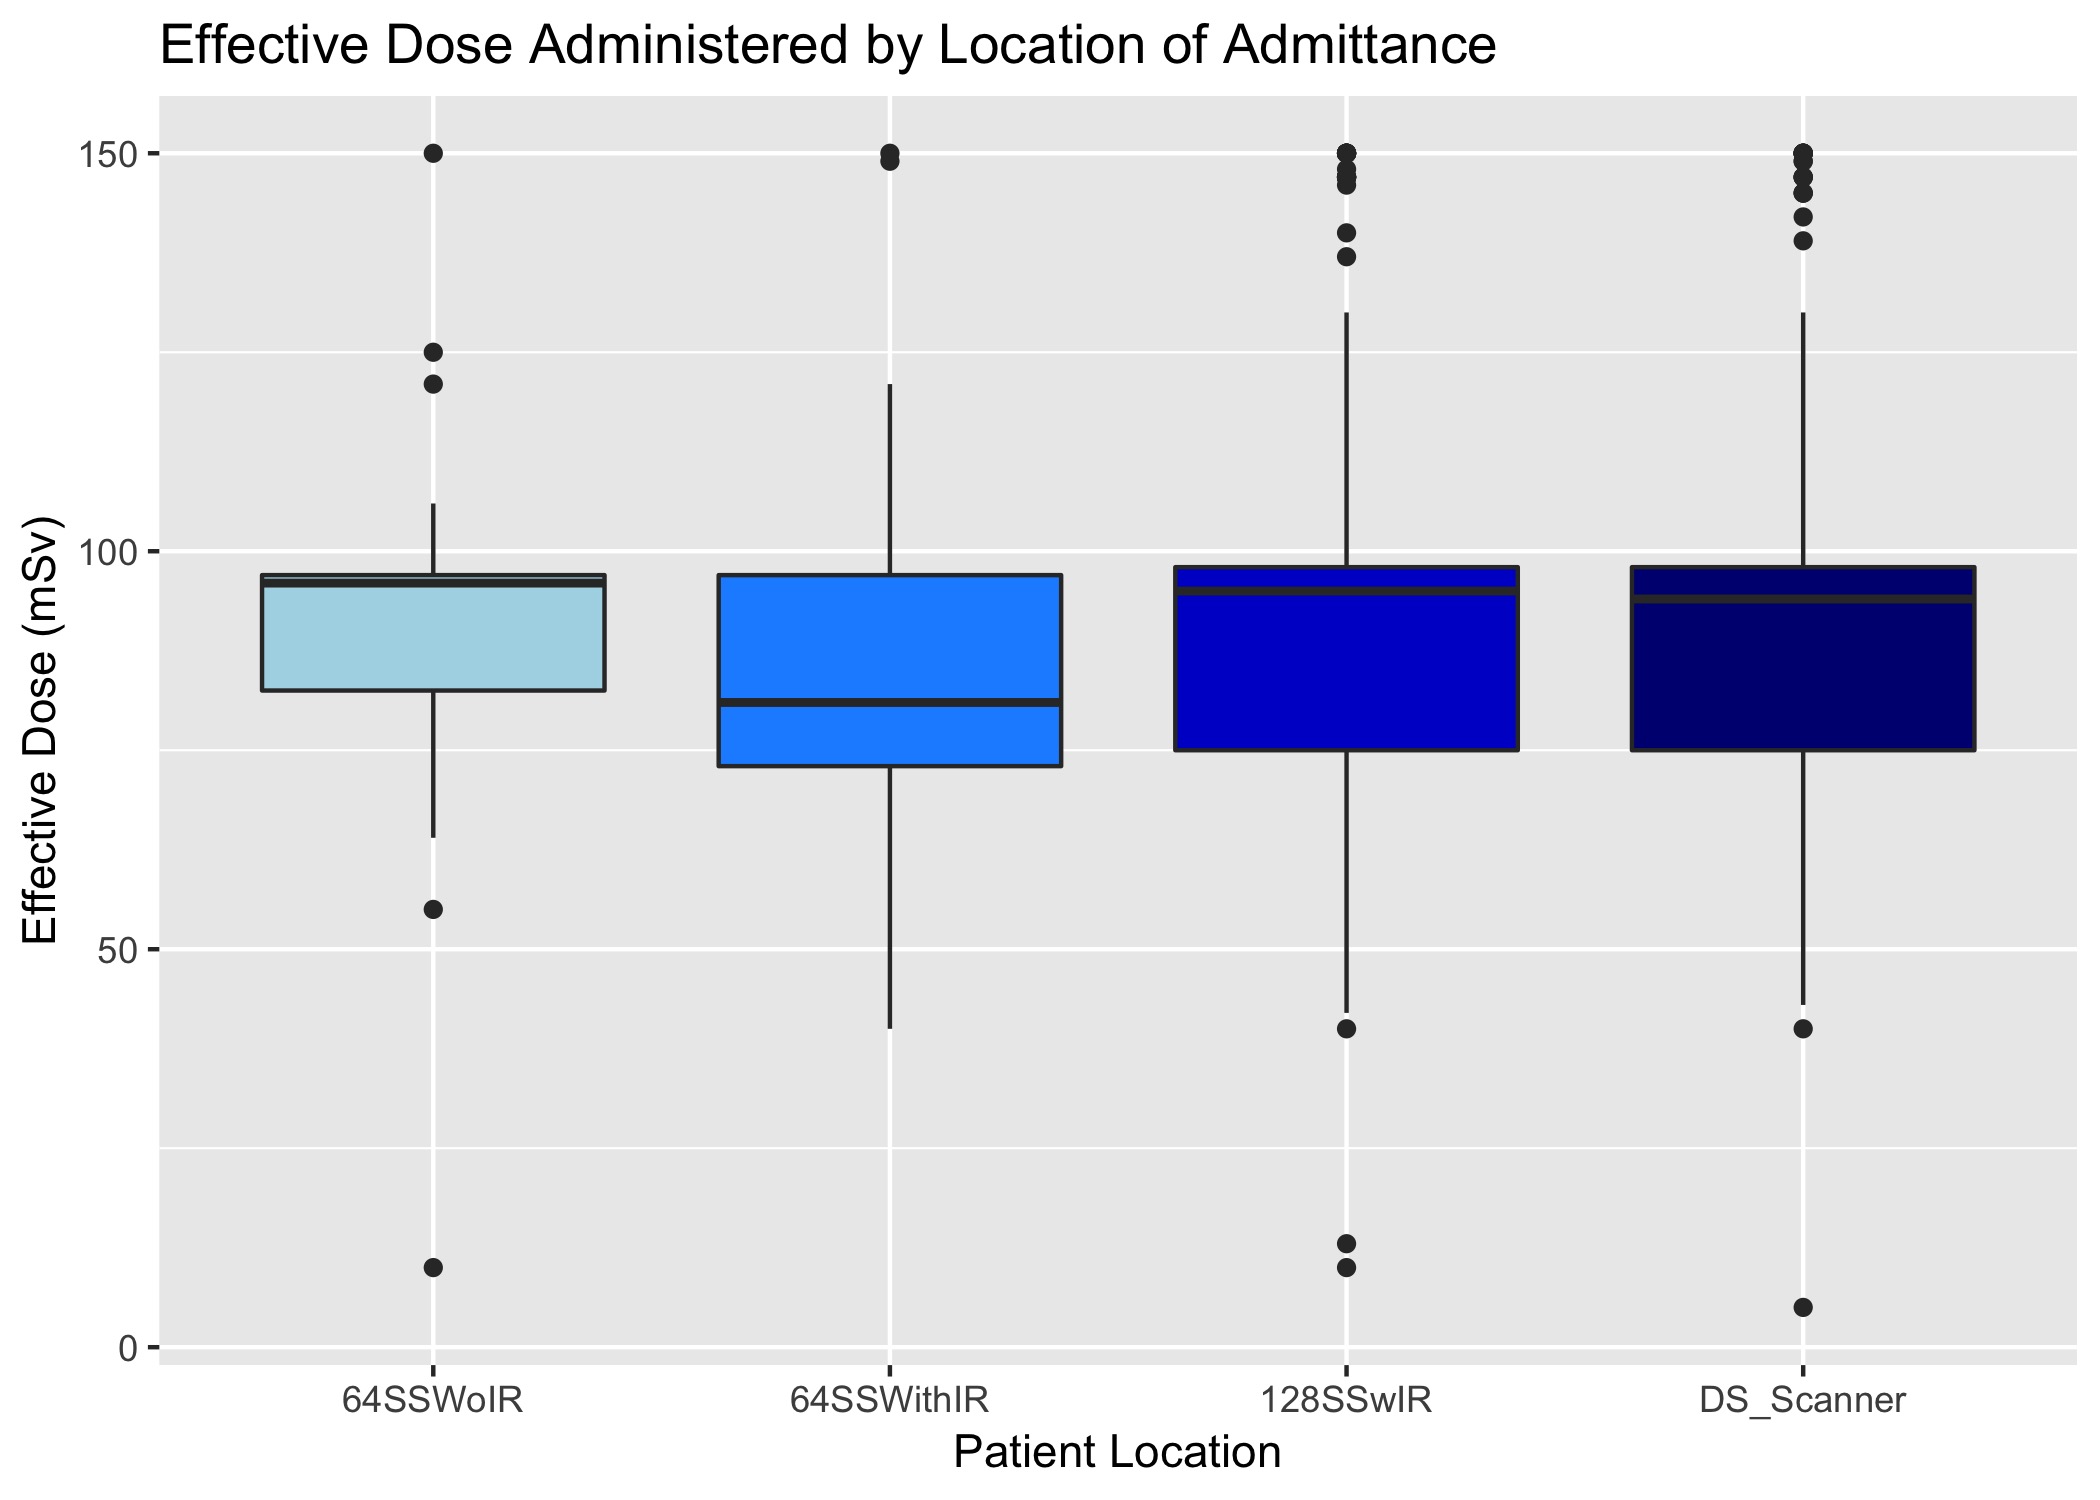 Effective Dose Administered by Location of Admittance
Effective Dose (mSv)
150
100
50
0
64SSWoIR
64SSWithIR
128SSwIR
DS_Scanner
Patient Location